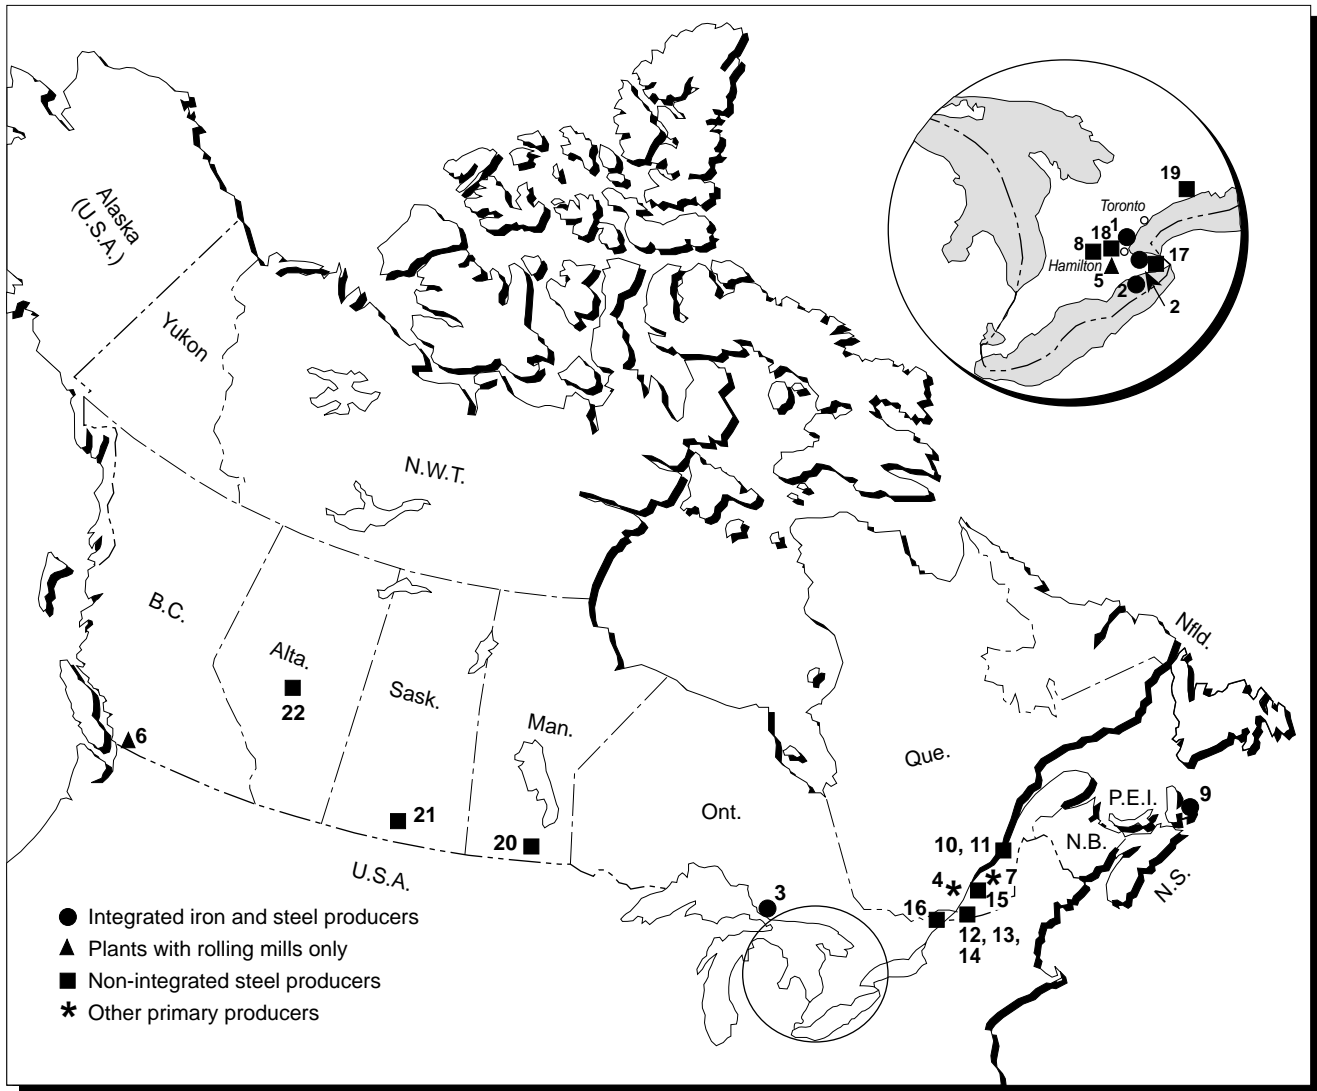 Alaska
(U.S.A.)
Yukon
N.W.T.
B.C.
Alta.
22
Sask.
Man.
6
21
20
U.S.A.
Ont.
3
Que.
Nfld.
P.E.I.
9
N.B.
N.S.
10, 11
4
7
15
16
12, 13,
14
19
Toronto
18
1
8
17
Hamilton
5
2
2
Integrated iron and steel producers
Plants with rolling mills only
Non-integrated steel producers
Other primary producers